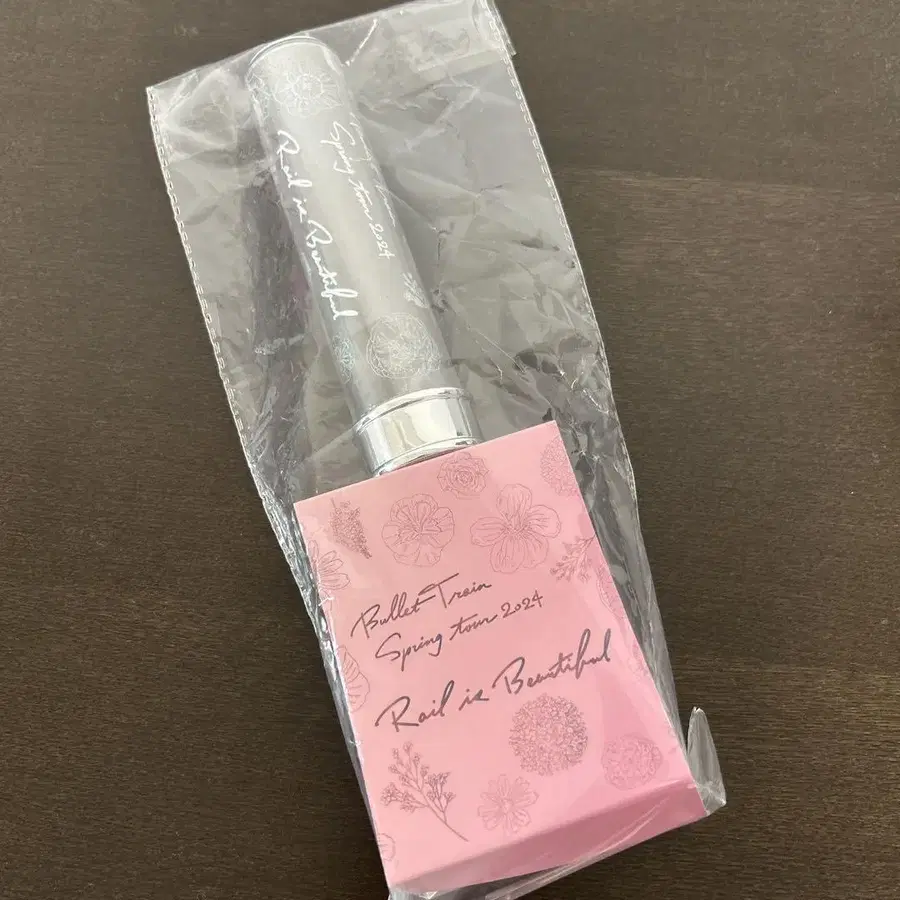 Spring tour 2024
Rail is Beautiful
Bullet Train
Spring tour 2024
Rail is Beautiful